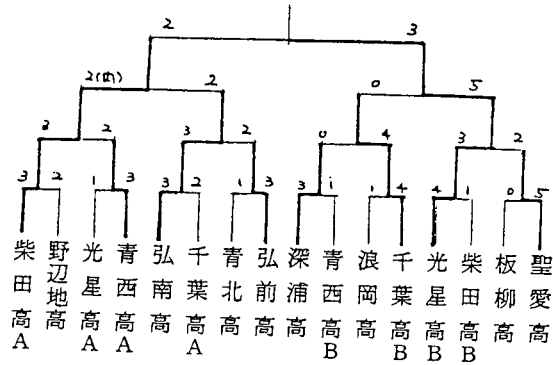 2 3
2(内) 2 0 5
3 2 3 2 0 4 3 2
3 2 1 3 3 2 1 3 3 1 1 4 4 1 0 5
柴田高A
野辺地高
光星高A
青西高A
弘南高
千葉高A
青北高
弘前高
深浦高
青西高B
浪岡高
千葉高B
光星高B
柴田高B
板柳高
聖愛高